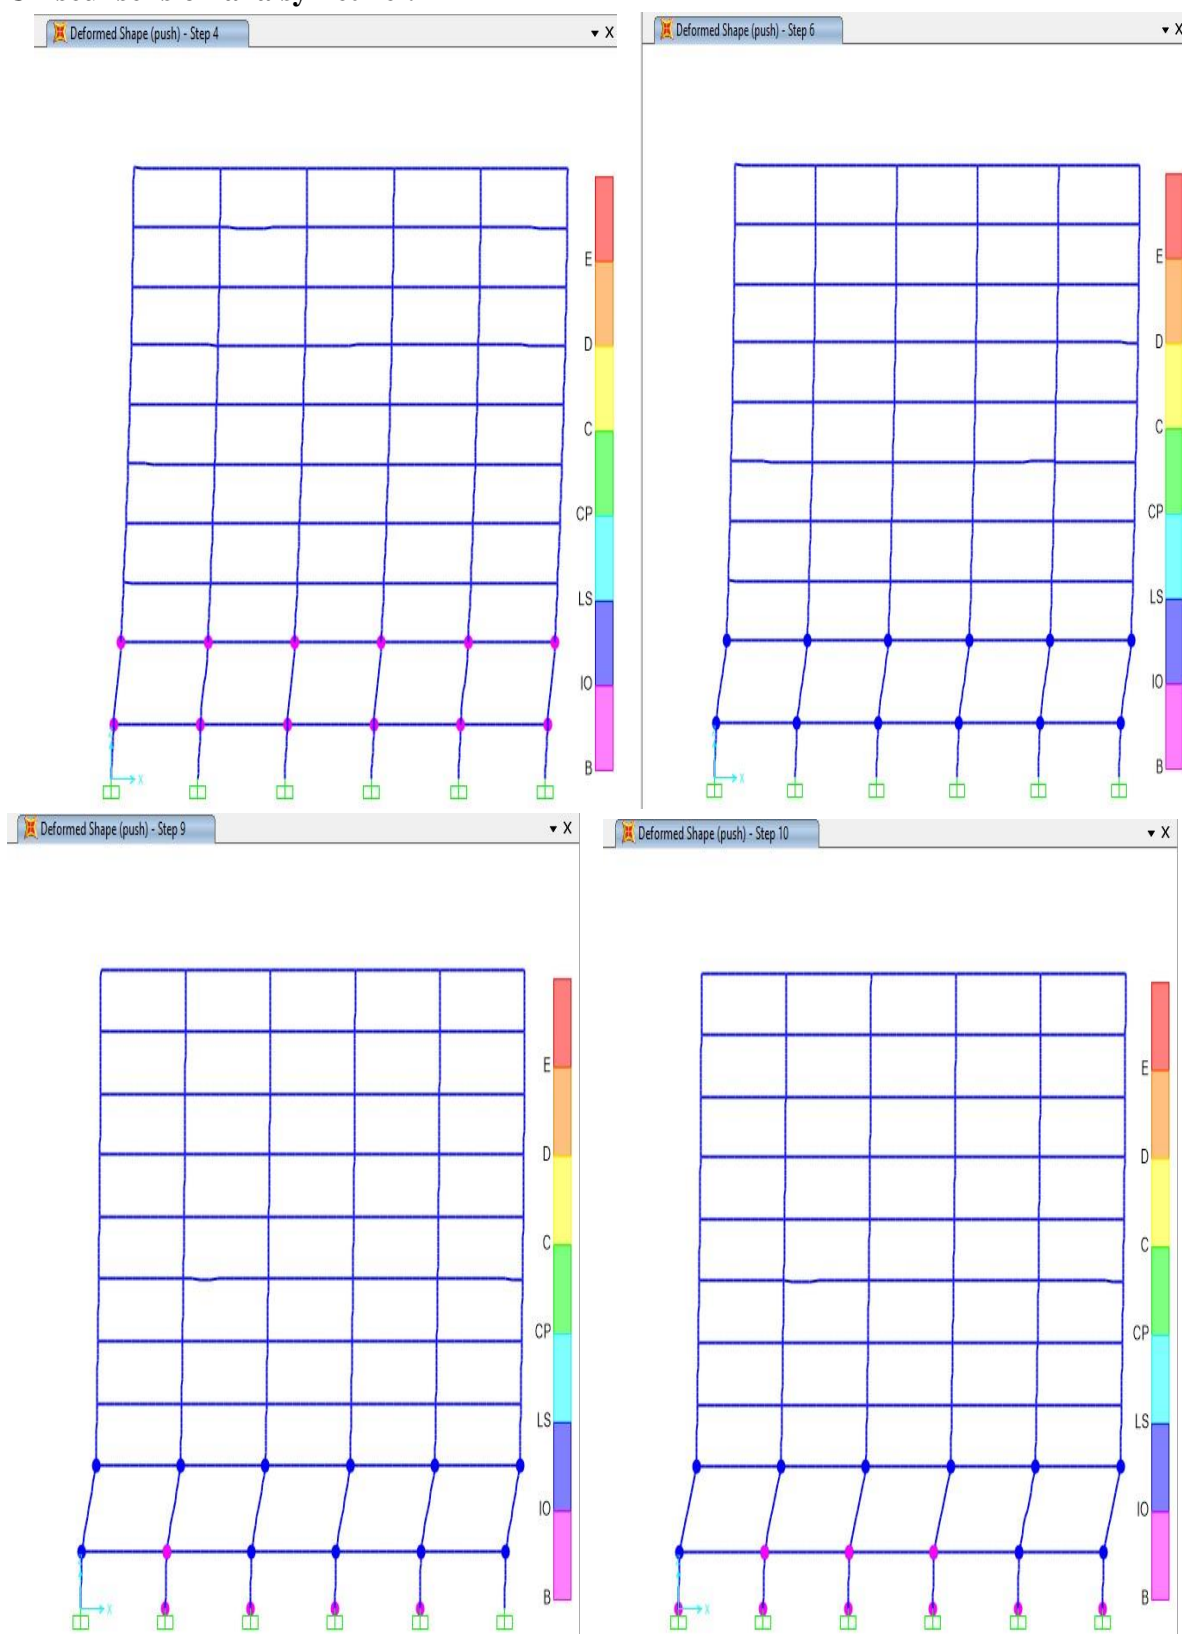 Deformed Shape (push) - Step 4
E
D
C
CP
LS
IO
B
Z
X
Deformed Shape (push) - Step 6
E
D
C
CP
LS
IO
B
Z
X
Deformed Shape (push) - Step 9
E
D
C
CP
LS
IO
B
Z
X
Deformed Shape (push) - Step 10
E
D
C
CP
LS
IO
B
Z
X